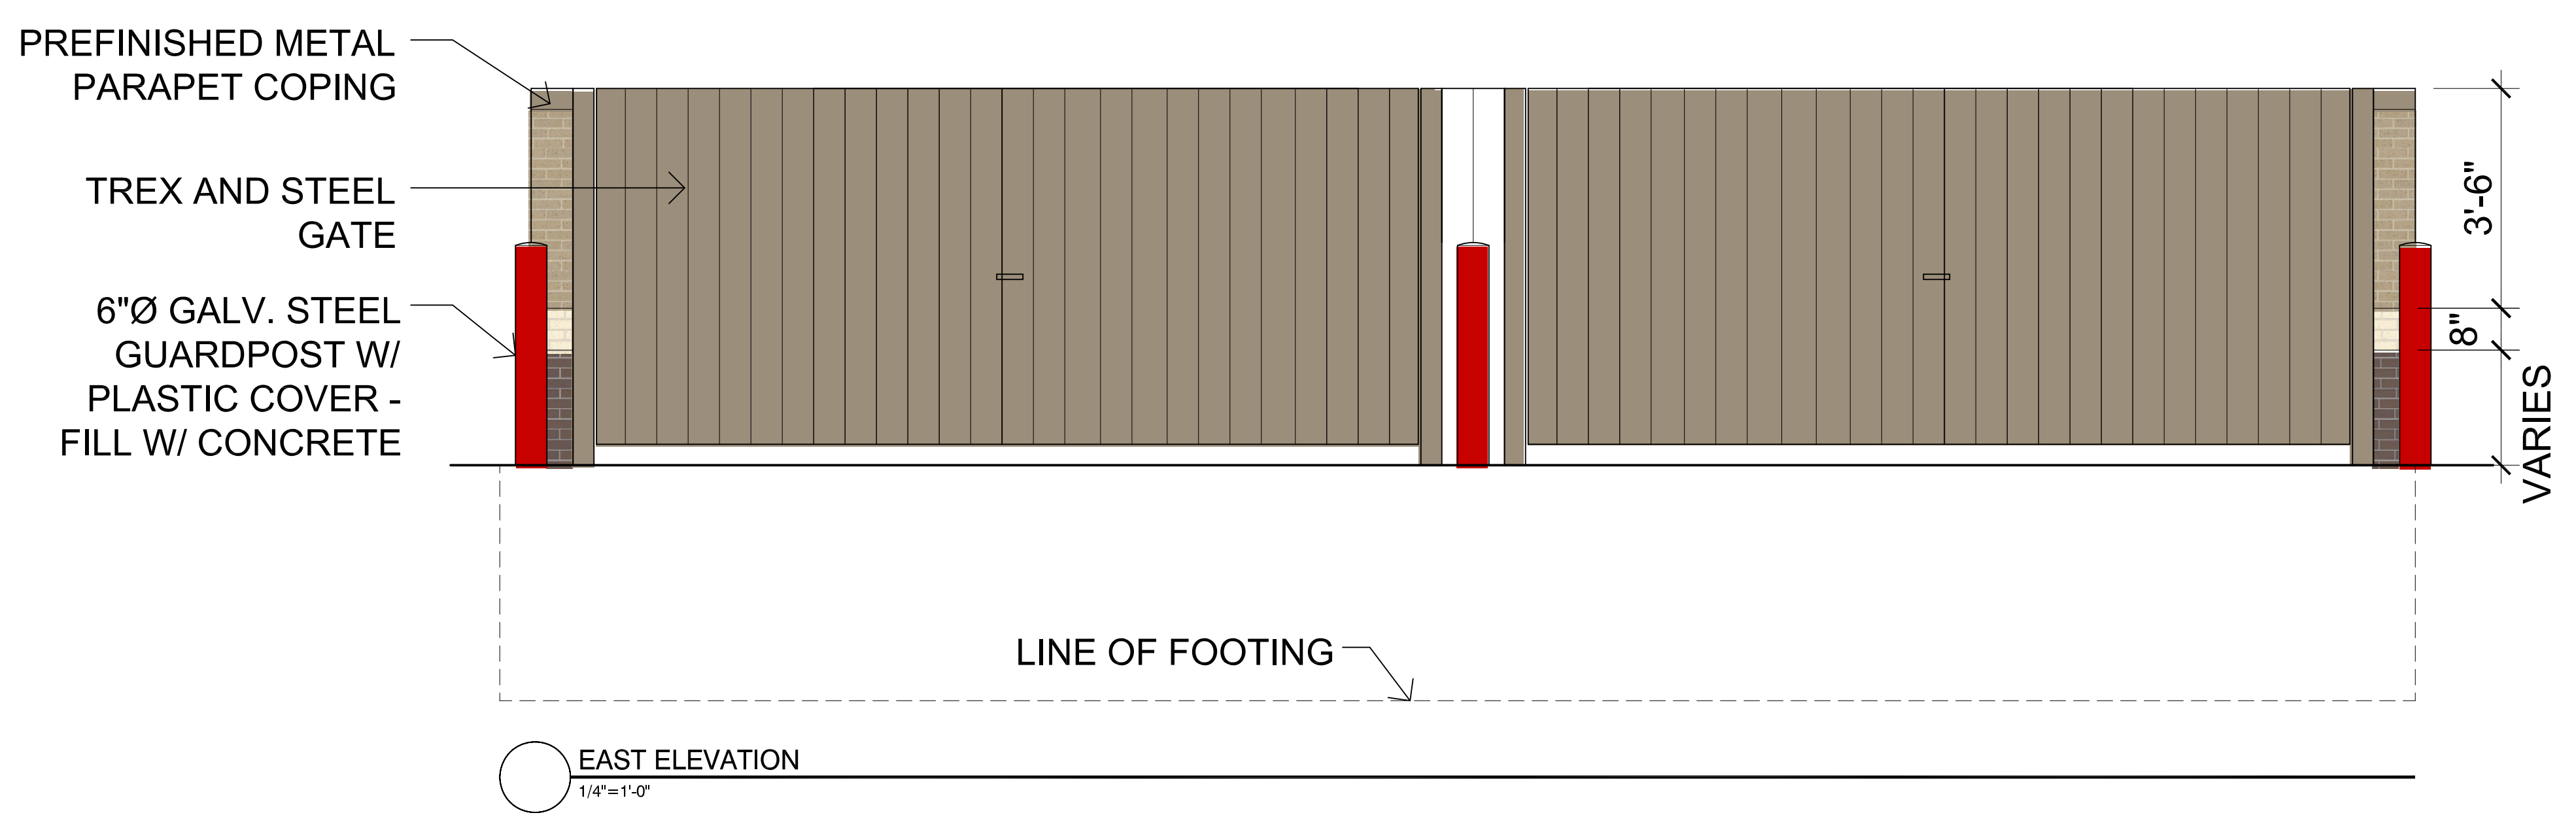 PREFINISHED METAL
PARAPET COPING
TREX AND STEEL
GATE
6"Ø GALV. STEEL
GUARDPOST W/
PLASTIC COVER -
FILL W/ CONCRETE
3'-6"
8"
VARIES
LINE OF FOOTING
EAST ELEVATION
1/4"=1'-0"